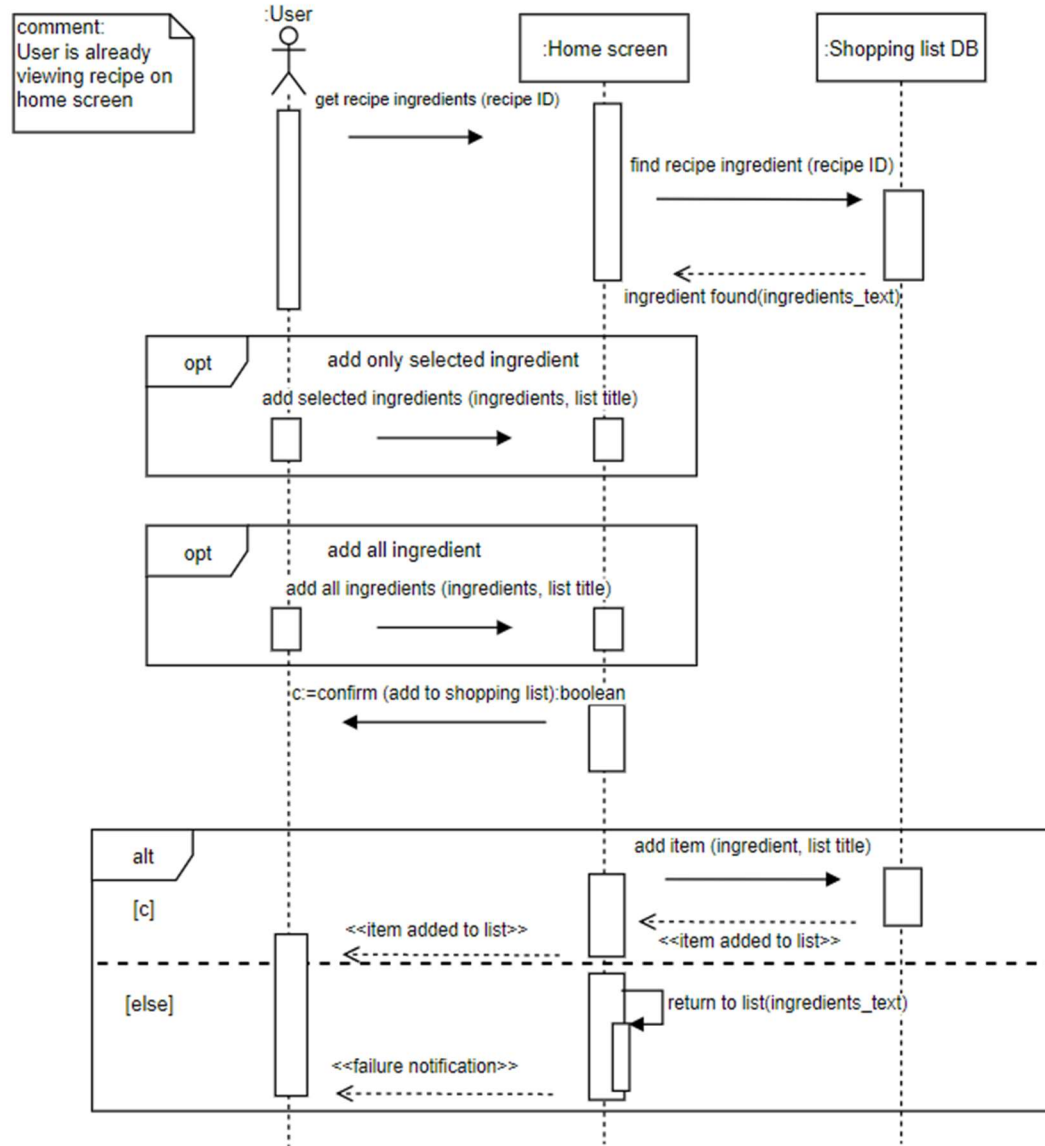 comment:
User is already
viewing recipe on
home screen
:User
:Home screen
:Shopping list DB
get recipe ingredients (recipe ID)
find recipe ingredient (recipe ID)
ingredient found(ingredients_text)
opt
add only selected ingredient
add selected ingredients (ingredients, list title)
opt
add all ingredient
add all ingredients (ingredients, list title)
c:=confirm (add to shopping list):boolean
alt
add item (ingredient, list title)
[c]
<<item added to list>>
<<item added to list>>
[else]
return to list(ingredients_text)
<<failure notification>>